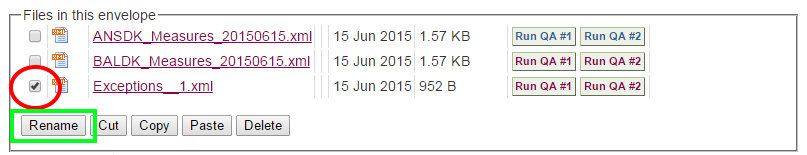 Files in this envelope
ANSDK_Measures_20150615.xml 15 Jun 2015 1.57 KB Run QA #1 Run QA #2
BALDK_Measures_20150615.xml 15 Jun 2015 1.57 KB Run QA #1 Run QA #2
Exceptions__1.xml 15 Jun 2015 952 B Run QA #1 Run QA #2
Rename Cut Copy Paste Delete